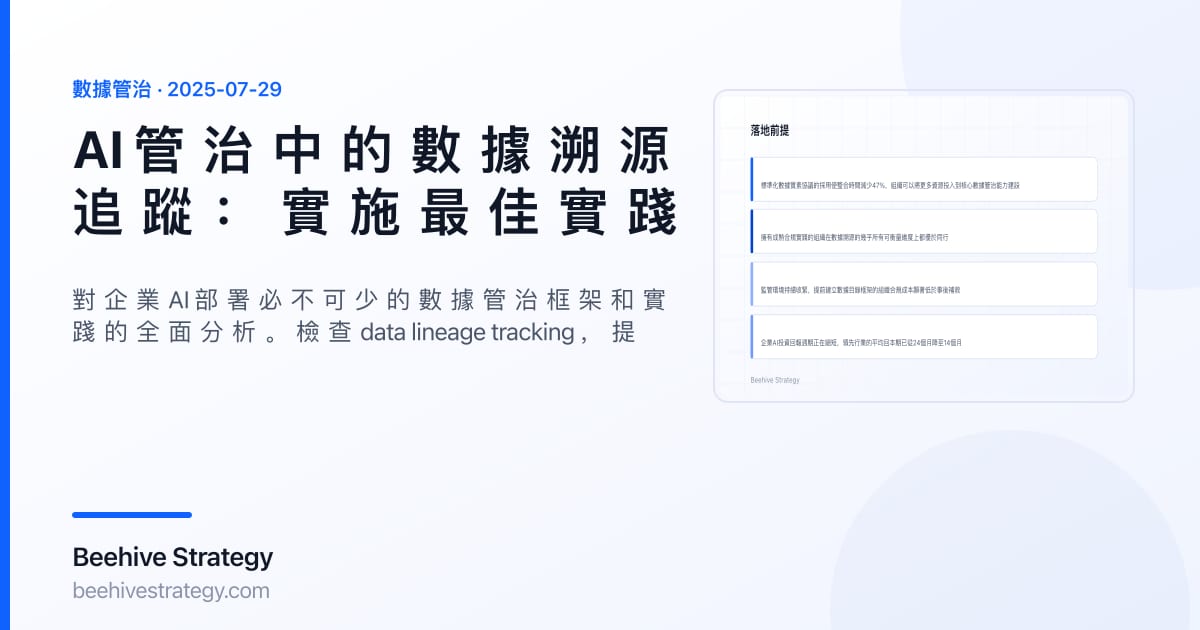 數據管治 · 2025-07-29
AI管治中的數據溯源
追蹤：實施最佳實踐
對企業AI部署必不可少的數據管治框架和實
踐的全面分析。檢查data lineage tracking，提
Beehive Strategy
beehivestrategy.com
落地前提
標準化數據質素協議的採用使整合時間減少47%，組織可以將更多資源投入到核心數據管治能力建設
擁有成熟合規實踐的組織在數據溯源的幾乎所有可衡量維度上都優於同行
監管環境持續收緊，提前建立數據目錄框架的組織合規成本顯著低於事後補救
企業AI投資回報週期正在縮短，領先行業的平均回本期已從24個月降至14個月
Beehive Strategy